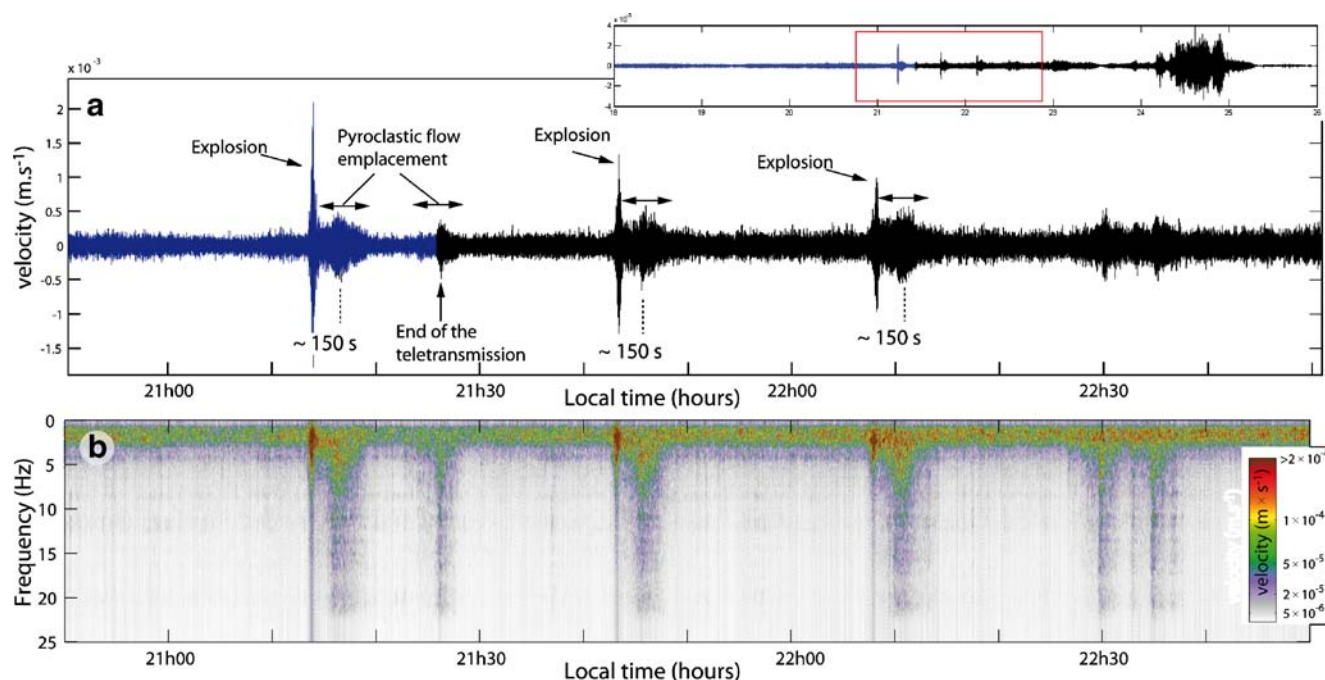 x 10⁻³
4
2
0
-2
-4
18 19 20 21 22 23 24 25 26
x 10⁻³
a
2
1.5
1
0.5
0
-0.5
-1
-1.5
velocity (m.s⁻¹)
Explosion
Pyroclastic flow
emplacement
Explosion
Explosion
~ 150 s
End of the
teletransmission
~ 150 s
~ 150 s
21h00 21h30 22h00 22h30
Local time (hours)
b
0
5
10
15
20
25
Frequency (Hz)
velocity (m × s⁻¹)
1 × 10⁻⁴
5 × 10⁻⁵
2 × 10⁻⁵
5 × 10⁻⁶
21h00 21h30 22h00 22h30
Local time (hours)